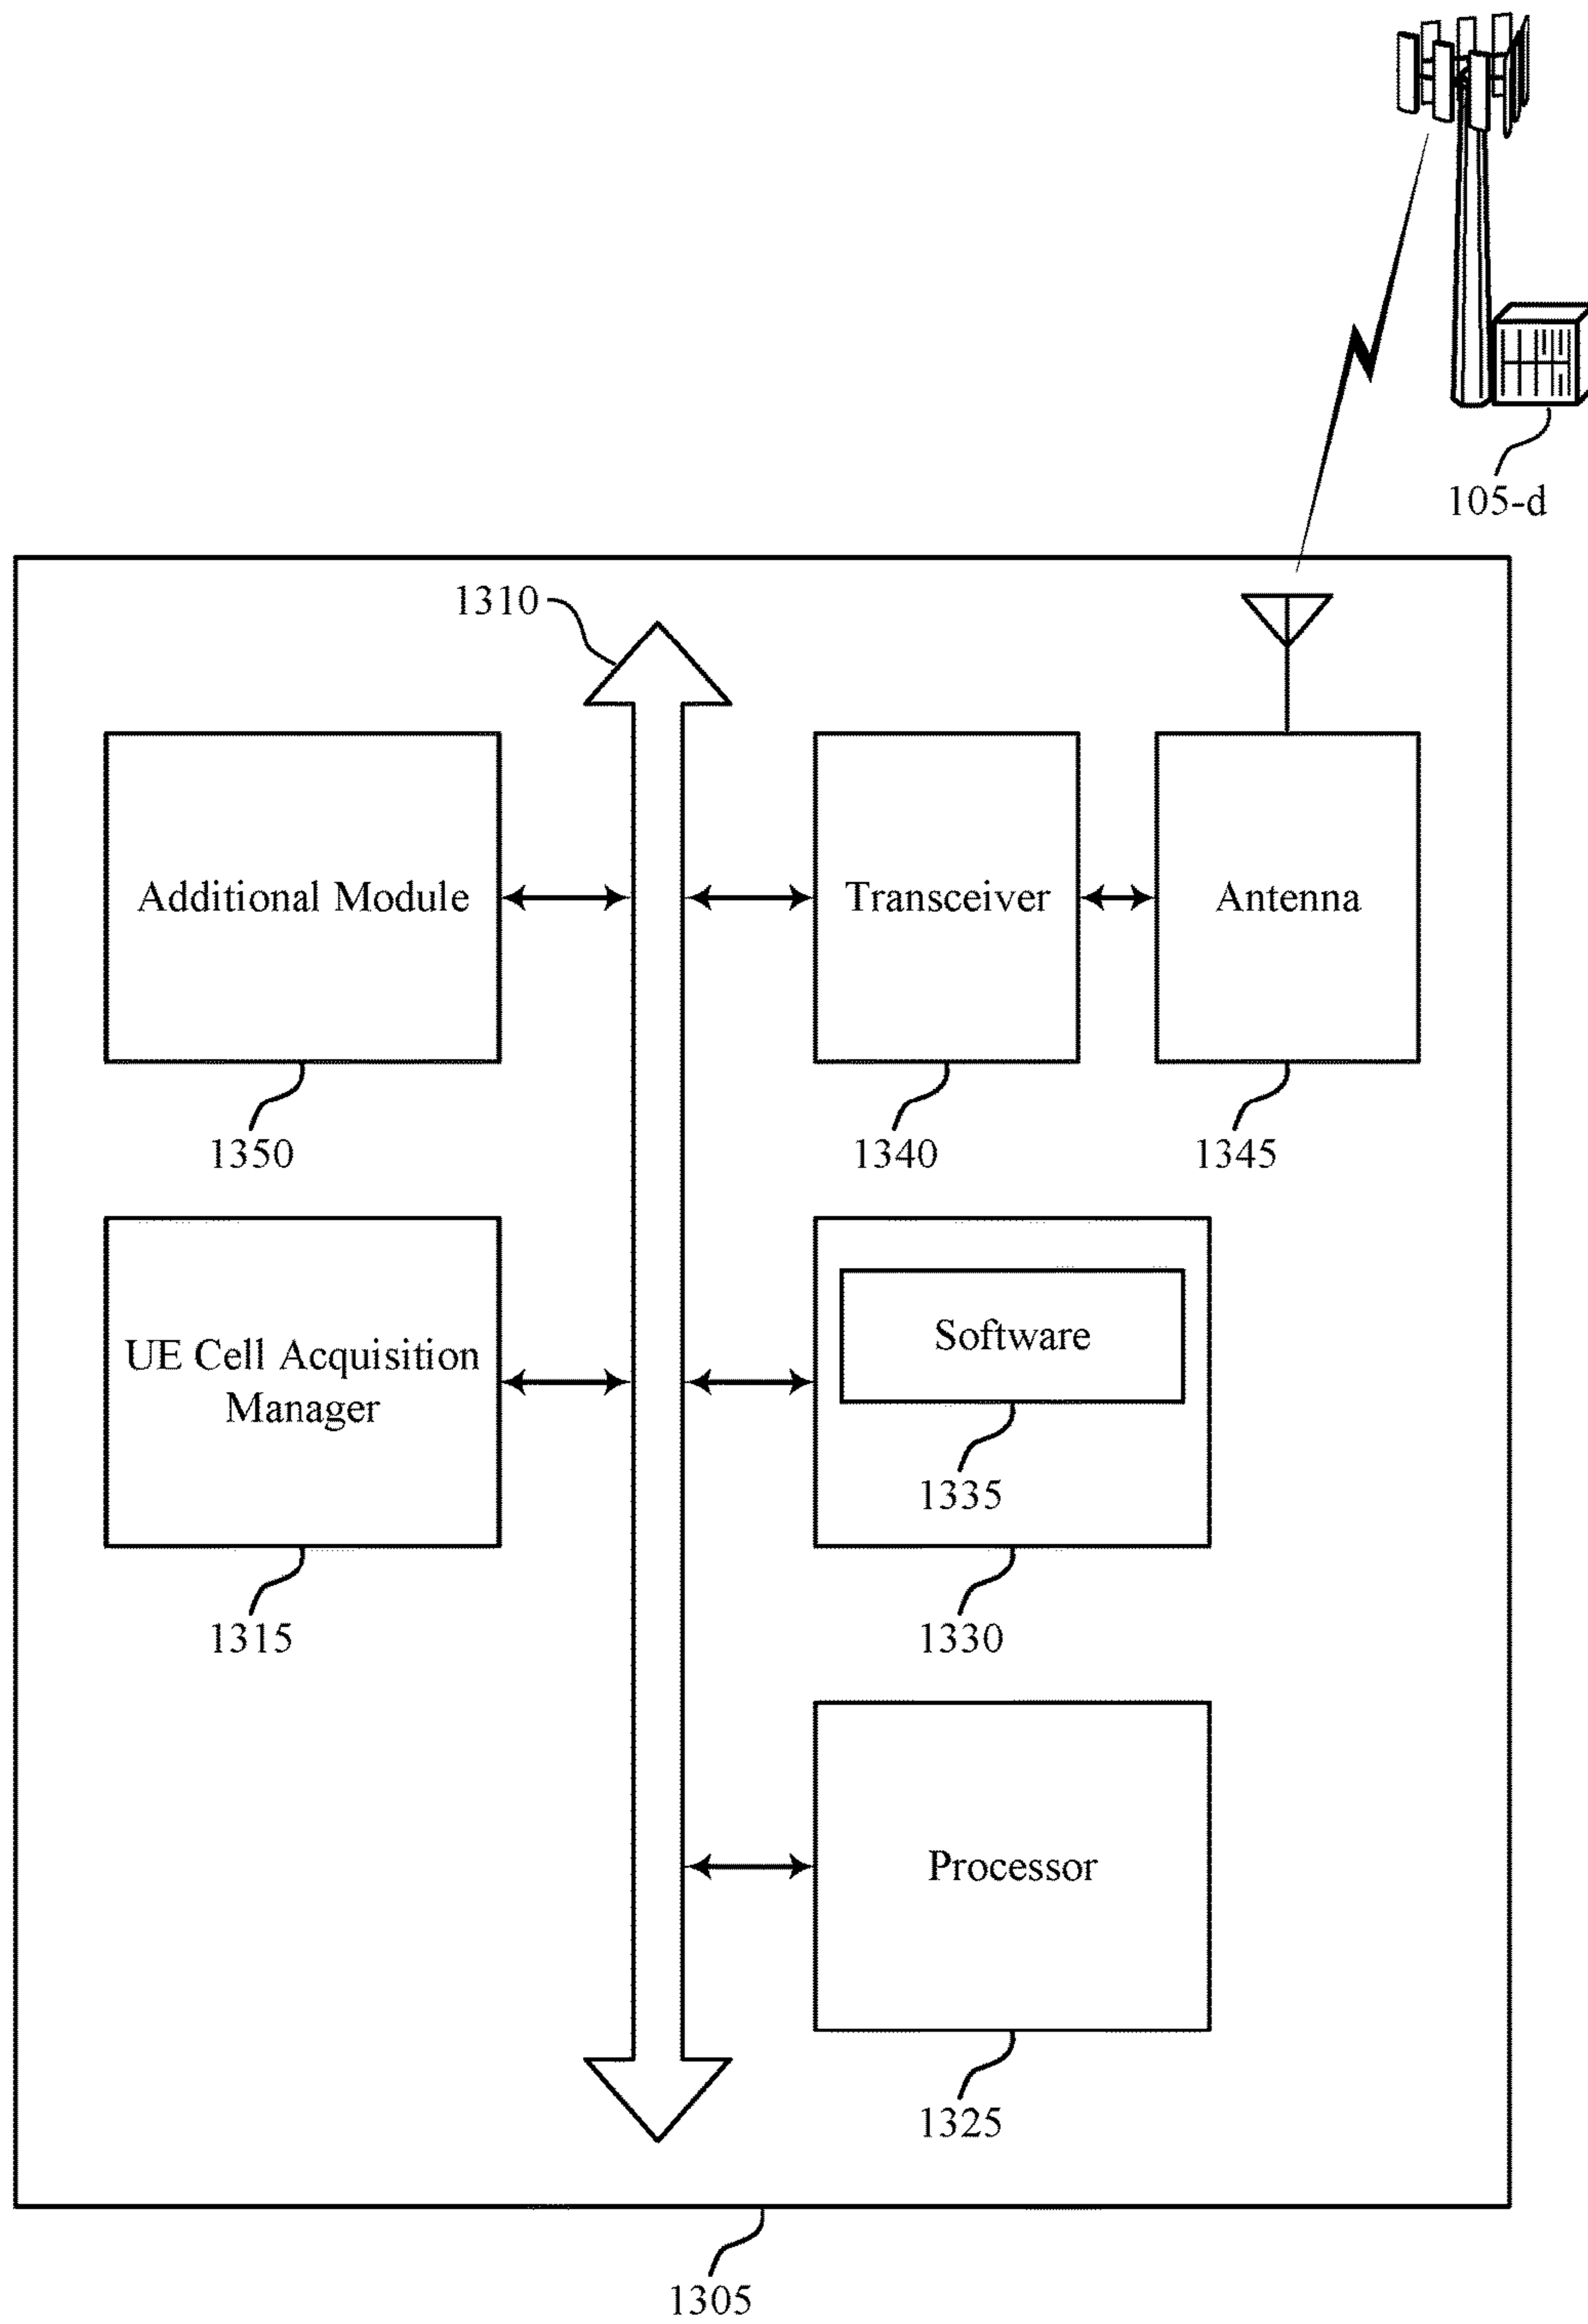 105-d
1310
Additional Module
Transceiver
Antenna
1350
1340
1345
UE Cell Acquisition
Manager
Software
1335
1315
1330
Processor
1325
1305